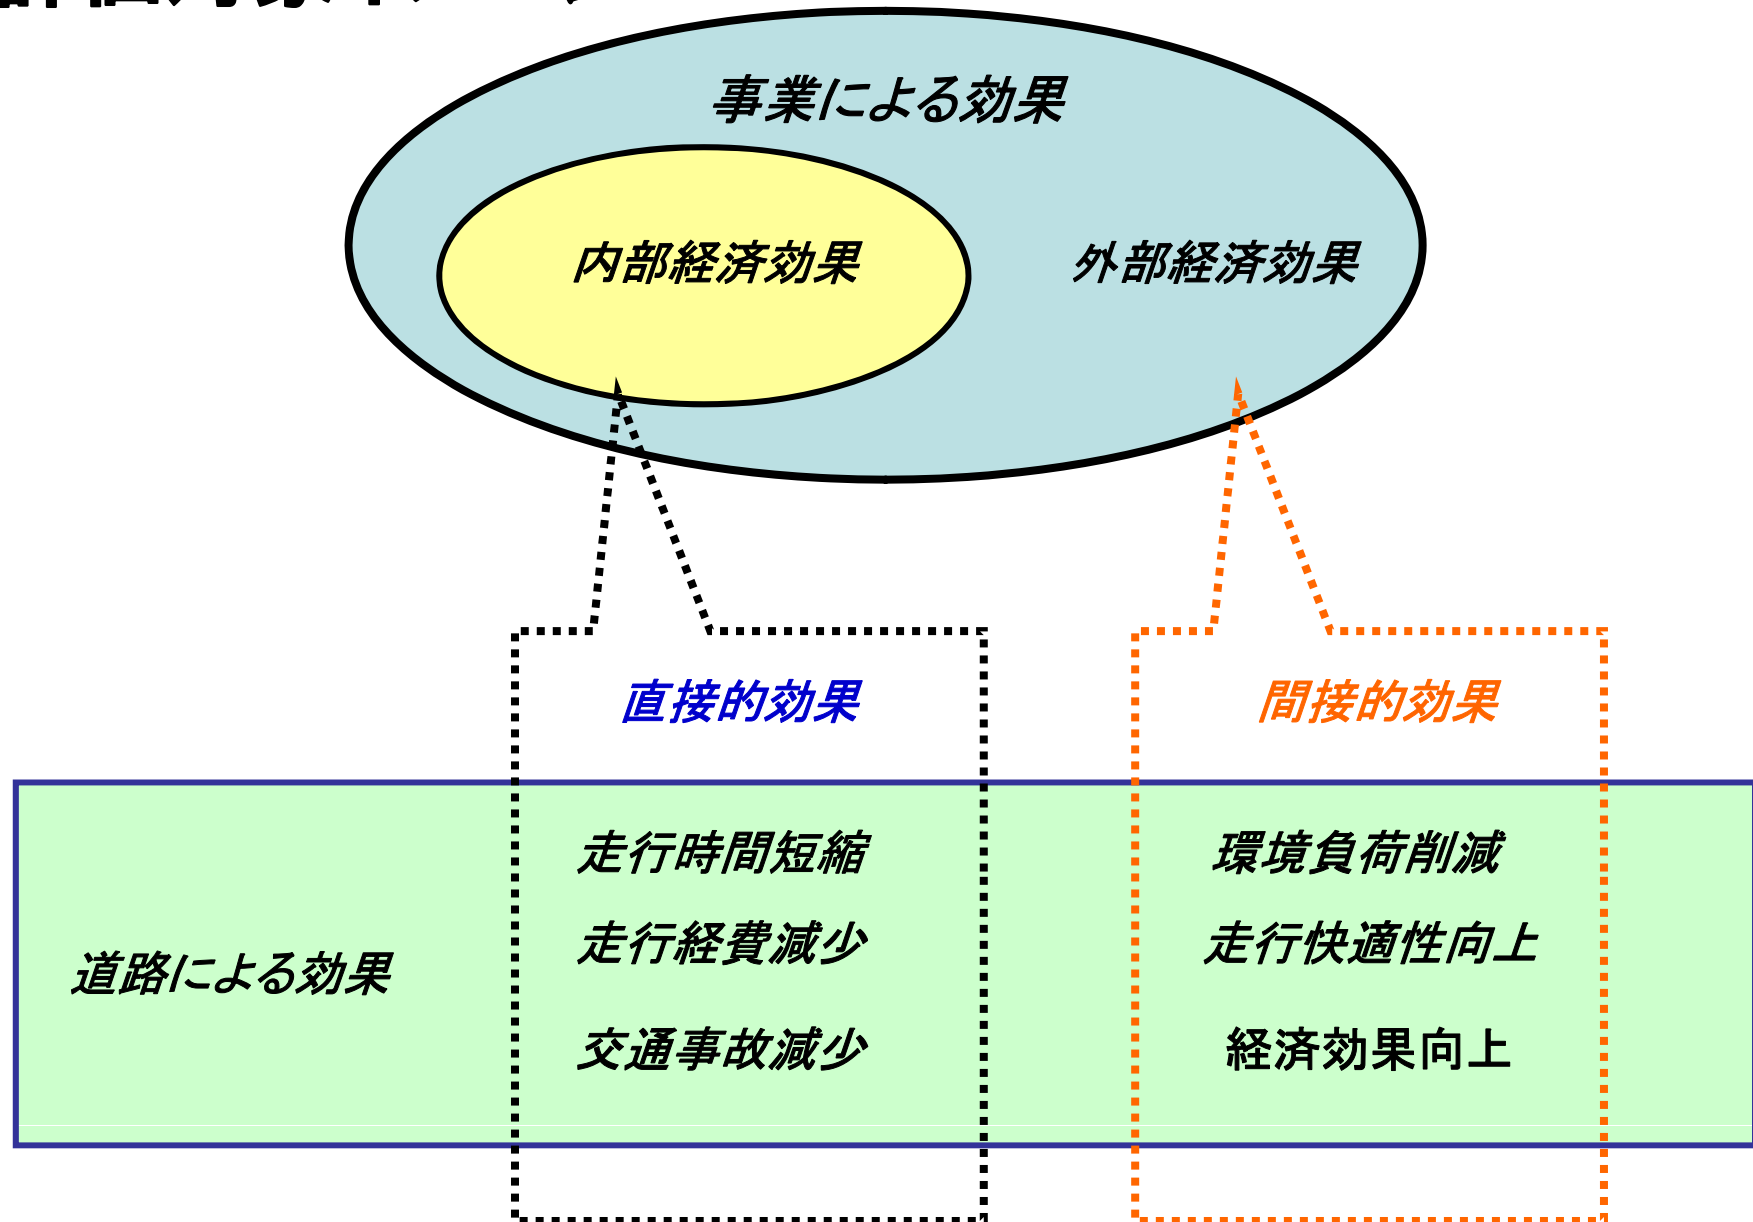 事業による効果
内部経済効果
外部経済効果
直接的効果
間接的効果
道路による効果
走行時間短縮
走行経費減少
交通事故減少
環境負荷削減
走行快適性向上
経済効果向上